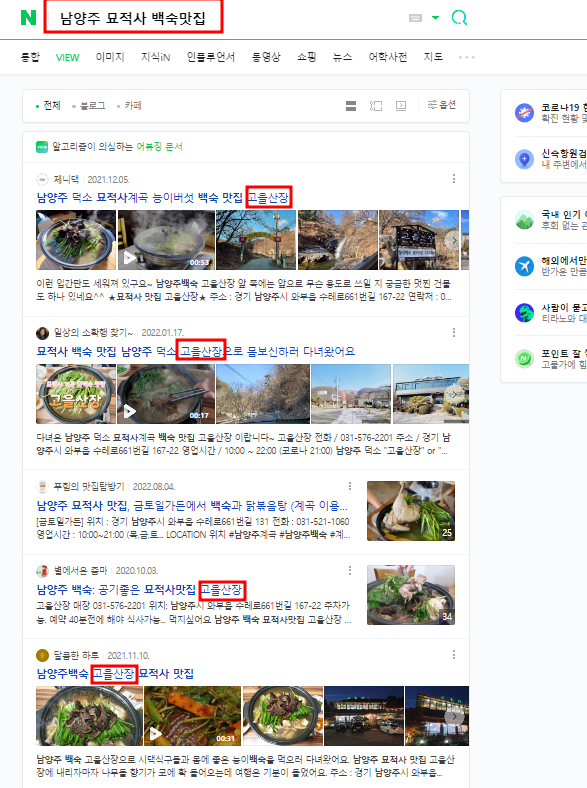 N 남양주 묘적사 백숙맛집
통합 VIEW 이미지 지식iN 인플루언서 동영상 쇼핑 뉴스 어학사전 지도
전체 블로그 카페 옵션
알고리즘이 의심하는 어뷰징 문서
제니댁 2021.12.05.
남양주 덕소 묘적사계곡 능이버섯 백숙 맛집 고을산장
00:53
이런 입간판도 세워져 있구요~ 남양주백숙 고을산장 앞 쪽에는 앞으로 무슨 용도로 쓰일 지 궁금한 멋찐 건물
도 하나 있네요^^ ★묘적사 맛집 고을산장★ 주소 : 경기 남양주시 와부읍 수레로661번길 167-22 연락처 : 0...
일상의 소확행 찾기~ 2022.01.17.
묘적사 백숙 맛집 남양주 덕소 고을산장으로 몸보신하러 다녀왔어요
고을산장
00:17
다녀온 남양주 덕소 묘적사계곡 백숙 맛집 고을산장 이랍니다~ 고을산장 전화 / 031-576-2201 주소 / 경기 남
양주시 와부읍 수레로661번길 167-22 영업시간 / 10:00 ~ 22:00 (코로나 21:00) 남양주 덕소 "고을산장" or "...
푸힘의 맛집탐방기 2022.08.04.
남양주 묘적사 맛집, 금토일가든에서 백숙과 닭볶음탕 (계곡 이용...
[금토일가든] 위치 : 경기 남양주시 와부읍 수레로661번길 131 전화 : 031-521-1060
영업시간 : 10:00~21:00 (목,금,토... LOCATION 위치 #남양주계곡 #남양주백숙 #계...
25
별에서온 줌마 2020.10.03.
남양주 백숙: 공기좋은 묘적사맛집 고을산장
고을산장 매장 031-576-2201 위치: 남양주시 와부읍 수레로661번길 167-22 주차가
능. 예약 40분전에 해야 식사가능... 먹지싶어요 남양주 백숙 묘적사맛집 고을산장 ...
34
달콤한 하루 2021.11.10.
남양주백숙 고을산장 묘적사 맛집
00:31
남양주 백숙 고을산장으로 시댁식구들과 몸에 좋은 능이백숙을 먹으러 다녀왔어요. 남양주 묘적사 맛집 고을산
장에 내리자마자 나무들 향기가 코에 확 들어오는데 여행온 기분이 들었어요. 주소 : 경기 남양주시 와부읍...
코로나19 현
확진 현황 및
신속항원검
내 주변에서
국내 인기 여
후회 없는 관
해외에서만
반가운 만큼
사람이 묻고
티라노와 대
포인트 잘 쌓
고물가에 힘